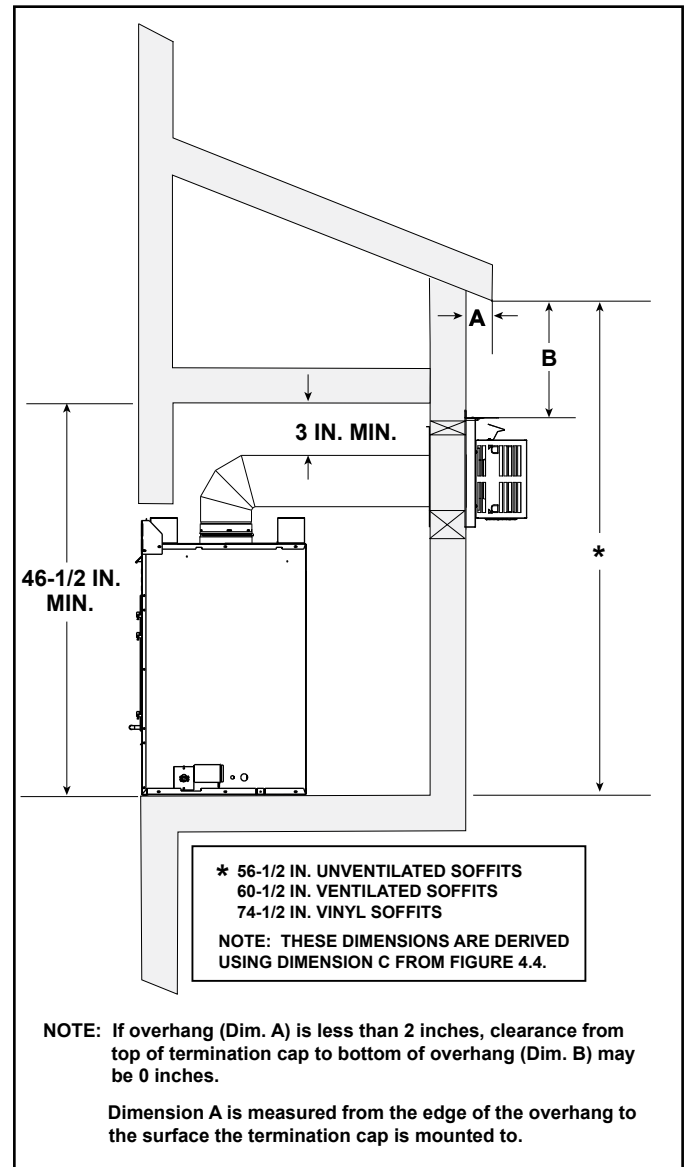 A
B
3 IN. MIN.
46-1/2 IN.
MIN.
*
* 56-1/2 IN. UNVENTILATED SOFFITS
60-1/2 IN. VENTILATED SOFFITS
74-1/2 IN. VINYL SOFFITS
NOTE: THESE DIMENSIONS ARE DERIVED
USING DIMENSION C FROM FIGURE 4.4.
NOTE: If overhang (Dim. A) is less than 2 inches, clearance from
top of termination cap to bottom of overhang (Dim. B) may
be 0 inches.
Dimension A is measured from the edge of the overhang to
the surface the termination cap is mounted to.